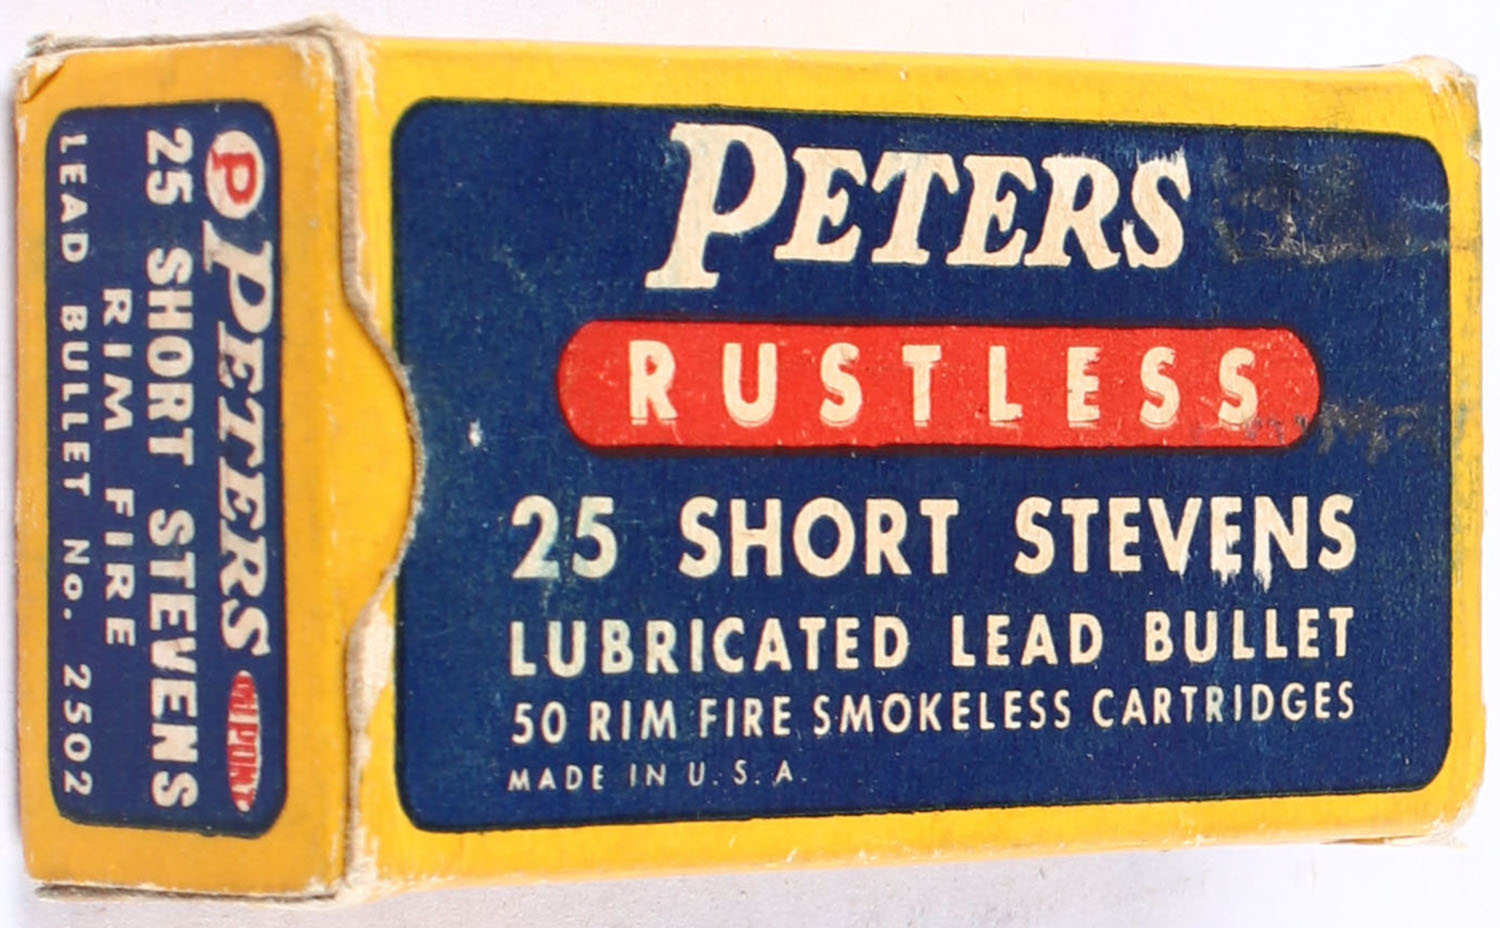 PETERS
RUSTLESS
25 SHORT STEVENS
LUBRICATED LEAD BULLET
50 RIM FIRE SMOKELESS CARTRIDGES
MADE IN U.S.A.
P PETERS DUPONT
25 SHORT STEVENS
RIM FIRE
LEAD BULLET No. 2502